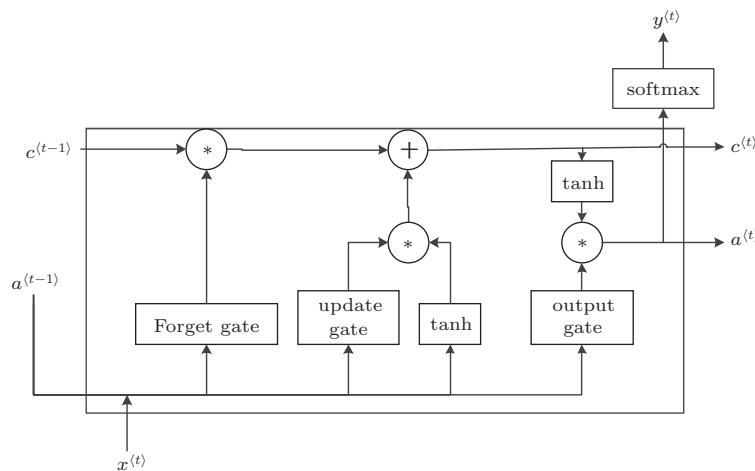 y⟨t⟩
softmax
c⟨t−1⟩
*
+
c⟨t⟩
tanh
*
*
a⟨t⟩
a⟨t−1⟩
Forget gate
update
gate
tanh
output
gate
x⟨t⟩